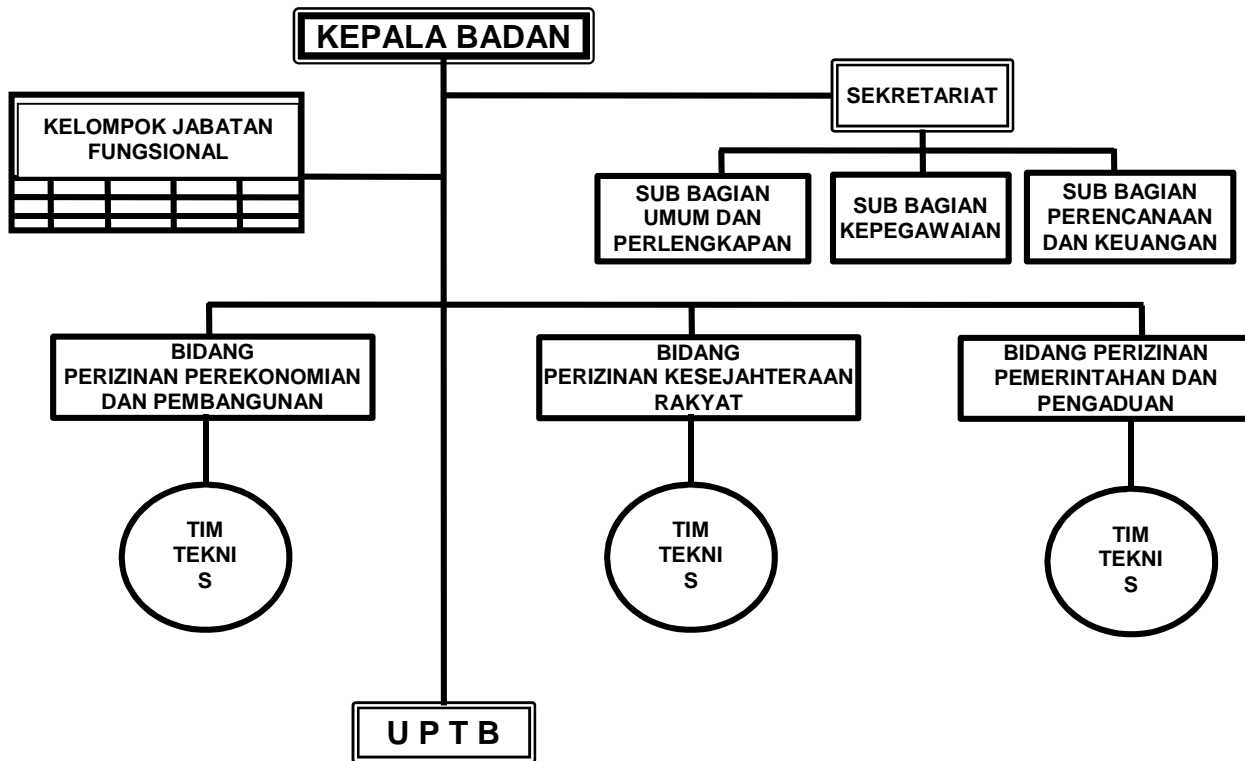 KEPALA BADAN
SEKRETARIAT
KELOMPOK JABATAN
FUNGSIONAL
SUB BAGIAN
UMUM DAN
PERLENGKAPAN
SUB BAGIAN
KEPEGAWAIAN
SUB BAGIAN
PERENCANAAN
DAN KEUANGAN
BIDANG
PERIZINAN PEREKONOMIAN
DAN PEMBANGUNAN
BIDANG
PERIZINAN KESEJAHTERAAN
RAKYAT
BIDANG PERIZINAN
PEMERINTAHAN DAN
PENGADUAN
TIM
TEKNI
S
TIM
TEKNI
S
TIM
TEKNI
S
U P T B